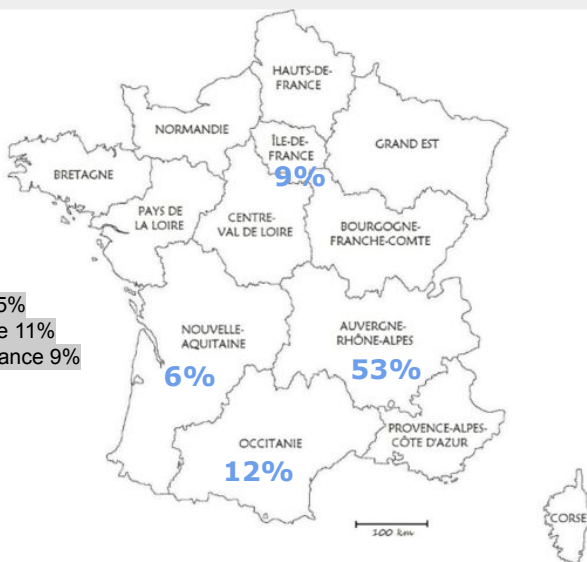 HAUTS-DE-
FRANCE
NORMANDIE
ÎLE-DE-
FRANCE
9%
GRAND EST
BRETAGNE
PAYS DE
LA LOIRE
CENTRE-
VAL DE LOIRE
BOURGOGNE-
FRANCHE-COMTE
5%
e 11%
ance 9%
NOUVELLE-
AQUITAINE
6%
AUVERGNE-
RHÔNE-ALPES
53%
OCCITANIE
12%
PROVENCE-ALPES-
CÔTE D'AZUR
CORSE
100 km